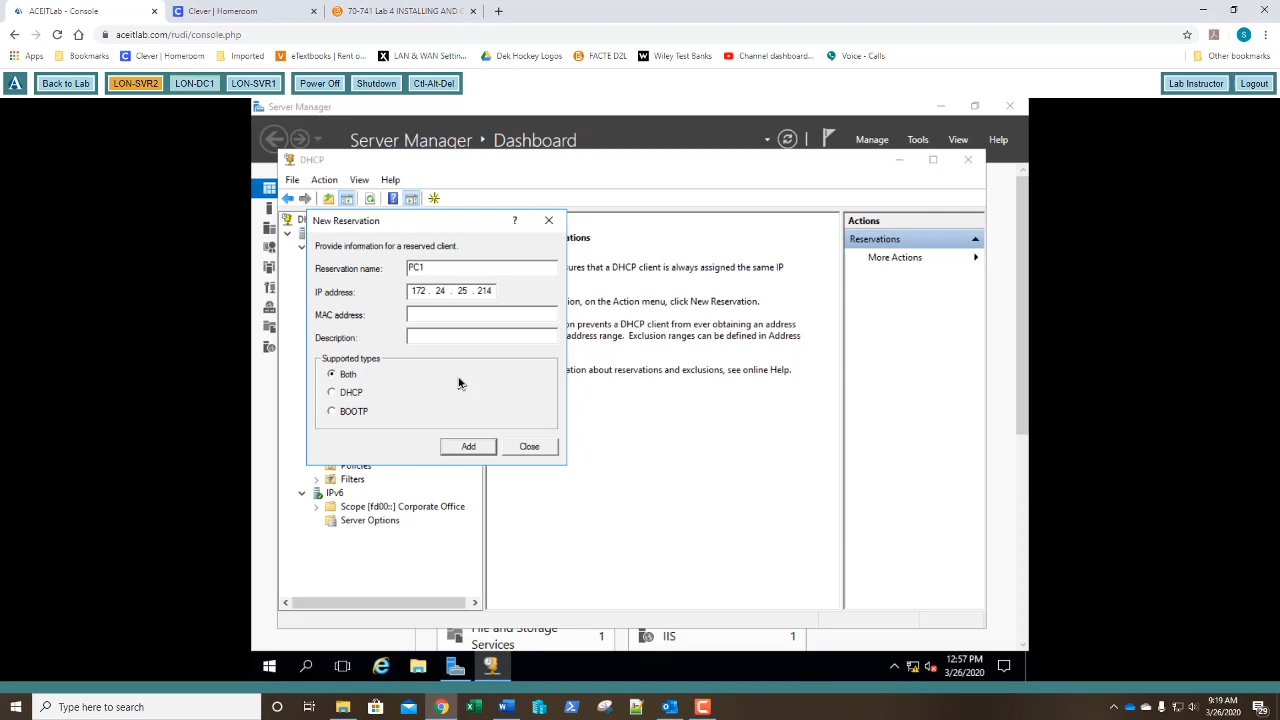 ACEITLab - Console
Clever | Homeroom
70-741 Lab 4 INSTALLING AND C
aceitlab.com/rudi/console.php
S
Apps
Bookmarks
Clever | Homeroom
Imported
eTextbooks | Rent o...
LAN & WAN Settin...
Dek Hockey Logos
FACTE D2L
Wiley Test Banks
Channel dashboard...
Voice - Calls
Other bookmarks
A
Back to Lab
LON-SVR2
LON-DC1
LON-SVR1
Power Off
Shutdown
Ctl-Alt-Del
Lab Instructor
Logout
Server Manager
Server Manager
Dashboard
Manage
Tools
View
Help
DHCP
File
Action
View
Help
DH
New Reservation
?
Provide information for a reserved client.
Reservation name:
PC1
IP address:
172 . 24 . 25 . 214
MAC address:
Description:
Supported types
Both
DHCP
BOOTP
Add
Close
ations
sures that a DHCP client is always assigned the same IP
ion, on the Action menu, click New Reservation.
on prevents a DHCP client from ever obtaining an address
address range. Exclusion ranges can be defined in Address
ation about reservations and exclusions, see online Help.
Actions
Reservations
More Actions
Policies
Filters
IPv6
Scope [fd00::] Corporate Office
Server Options
File and Storage
Services
1
IIS
1
12:57 PM
3/26/2020
Type here to search
9:19 AM
3/26/2020